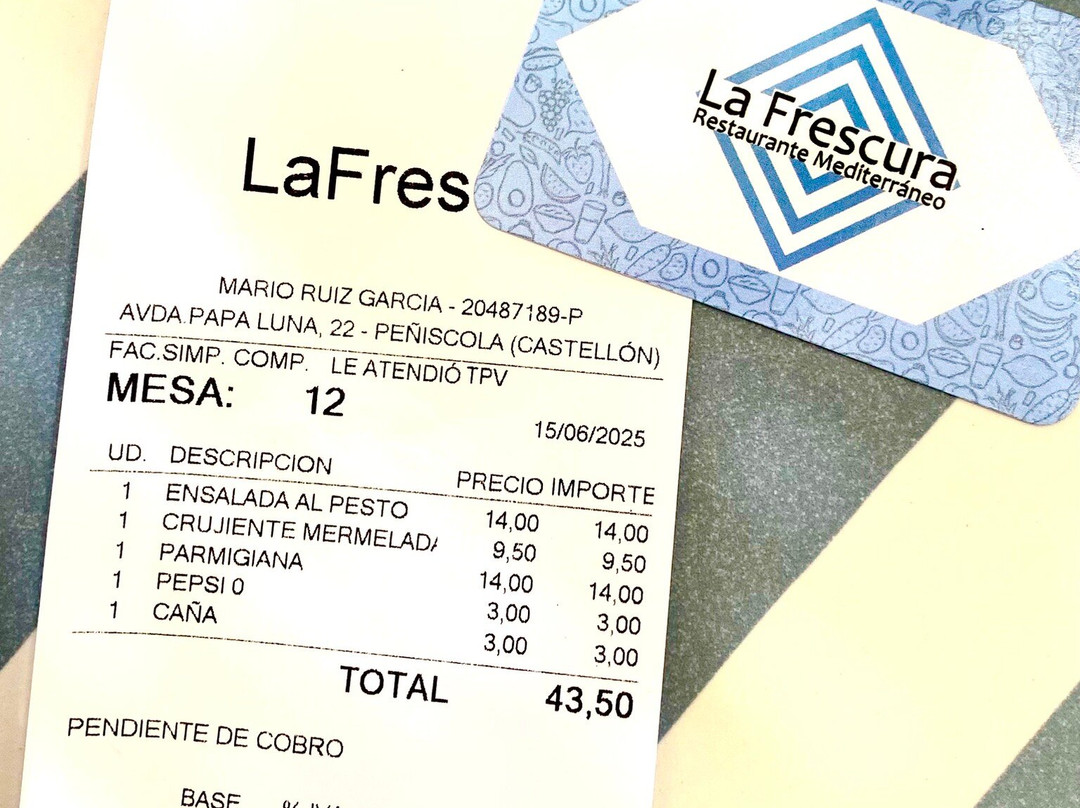 La Frescura
Restaurante Mediterráneo
LaFres
MARIO RUIZ GARCIA - 20487189-P
AVDA.PAPA LUNA, 22 - PEÑISCOLA (CASTELLÓN)
FAC.SIMP. COMP. LE ATENDIÓ TPV
MESA: 12
15/06/2025
UD. DESCRIPCION PRECIO IMPORTE
1 ENSALADA AL PESTO 14,00 14,00
1 CRUJIENTE MERMELADA 9,50 9,50
1 PARMIGIANA 14,00 14,00
1 PEPSI 0 3,00 3,00
1 CAÑA 3,00 3,00
TOTAL 43,50
PENDIENTE DE COBRO
BASE % IVA